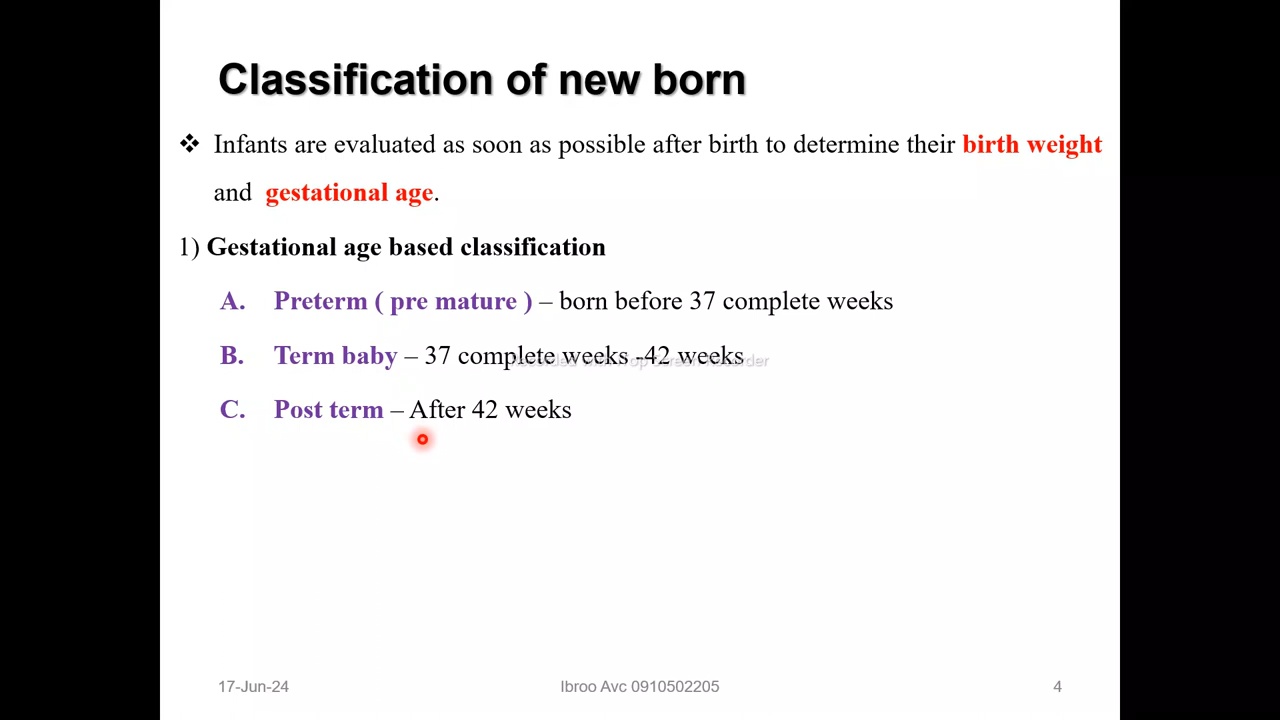 Classification of new born
❖ Infants are evaluated as soon as possible after birth to determine their birth weight
and gestational age.
1) Gestational age based classification
A. Preterm ( pre mature ) – born before 37 complete weeks
B. Term baby – 37 complete weeks -42 weeks
C. Post term – After 42 weeks
17-Jun-24 Ibroo Avc 0910502205 4